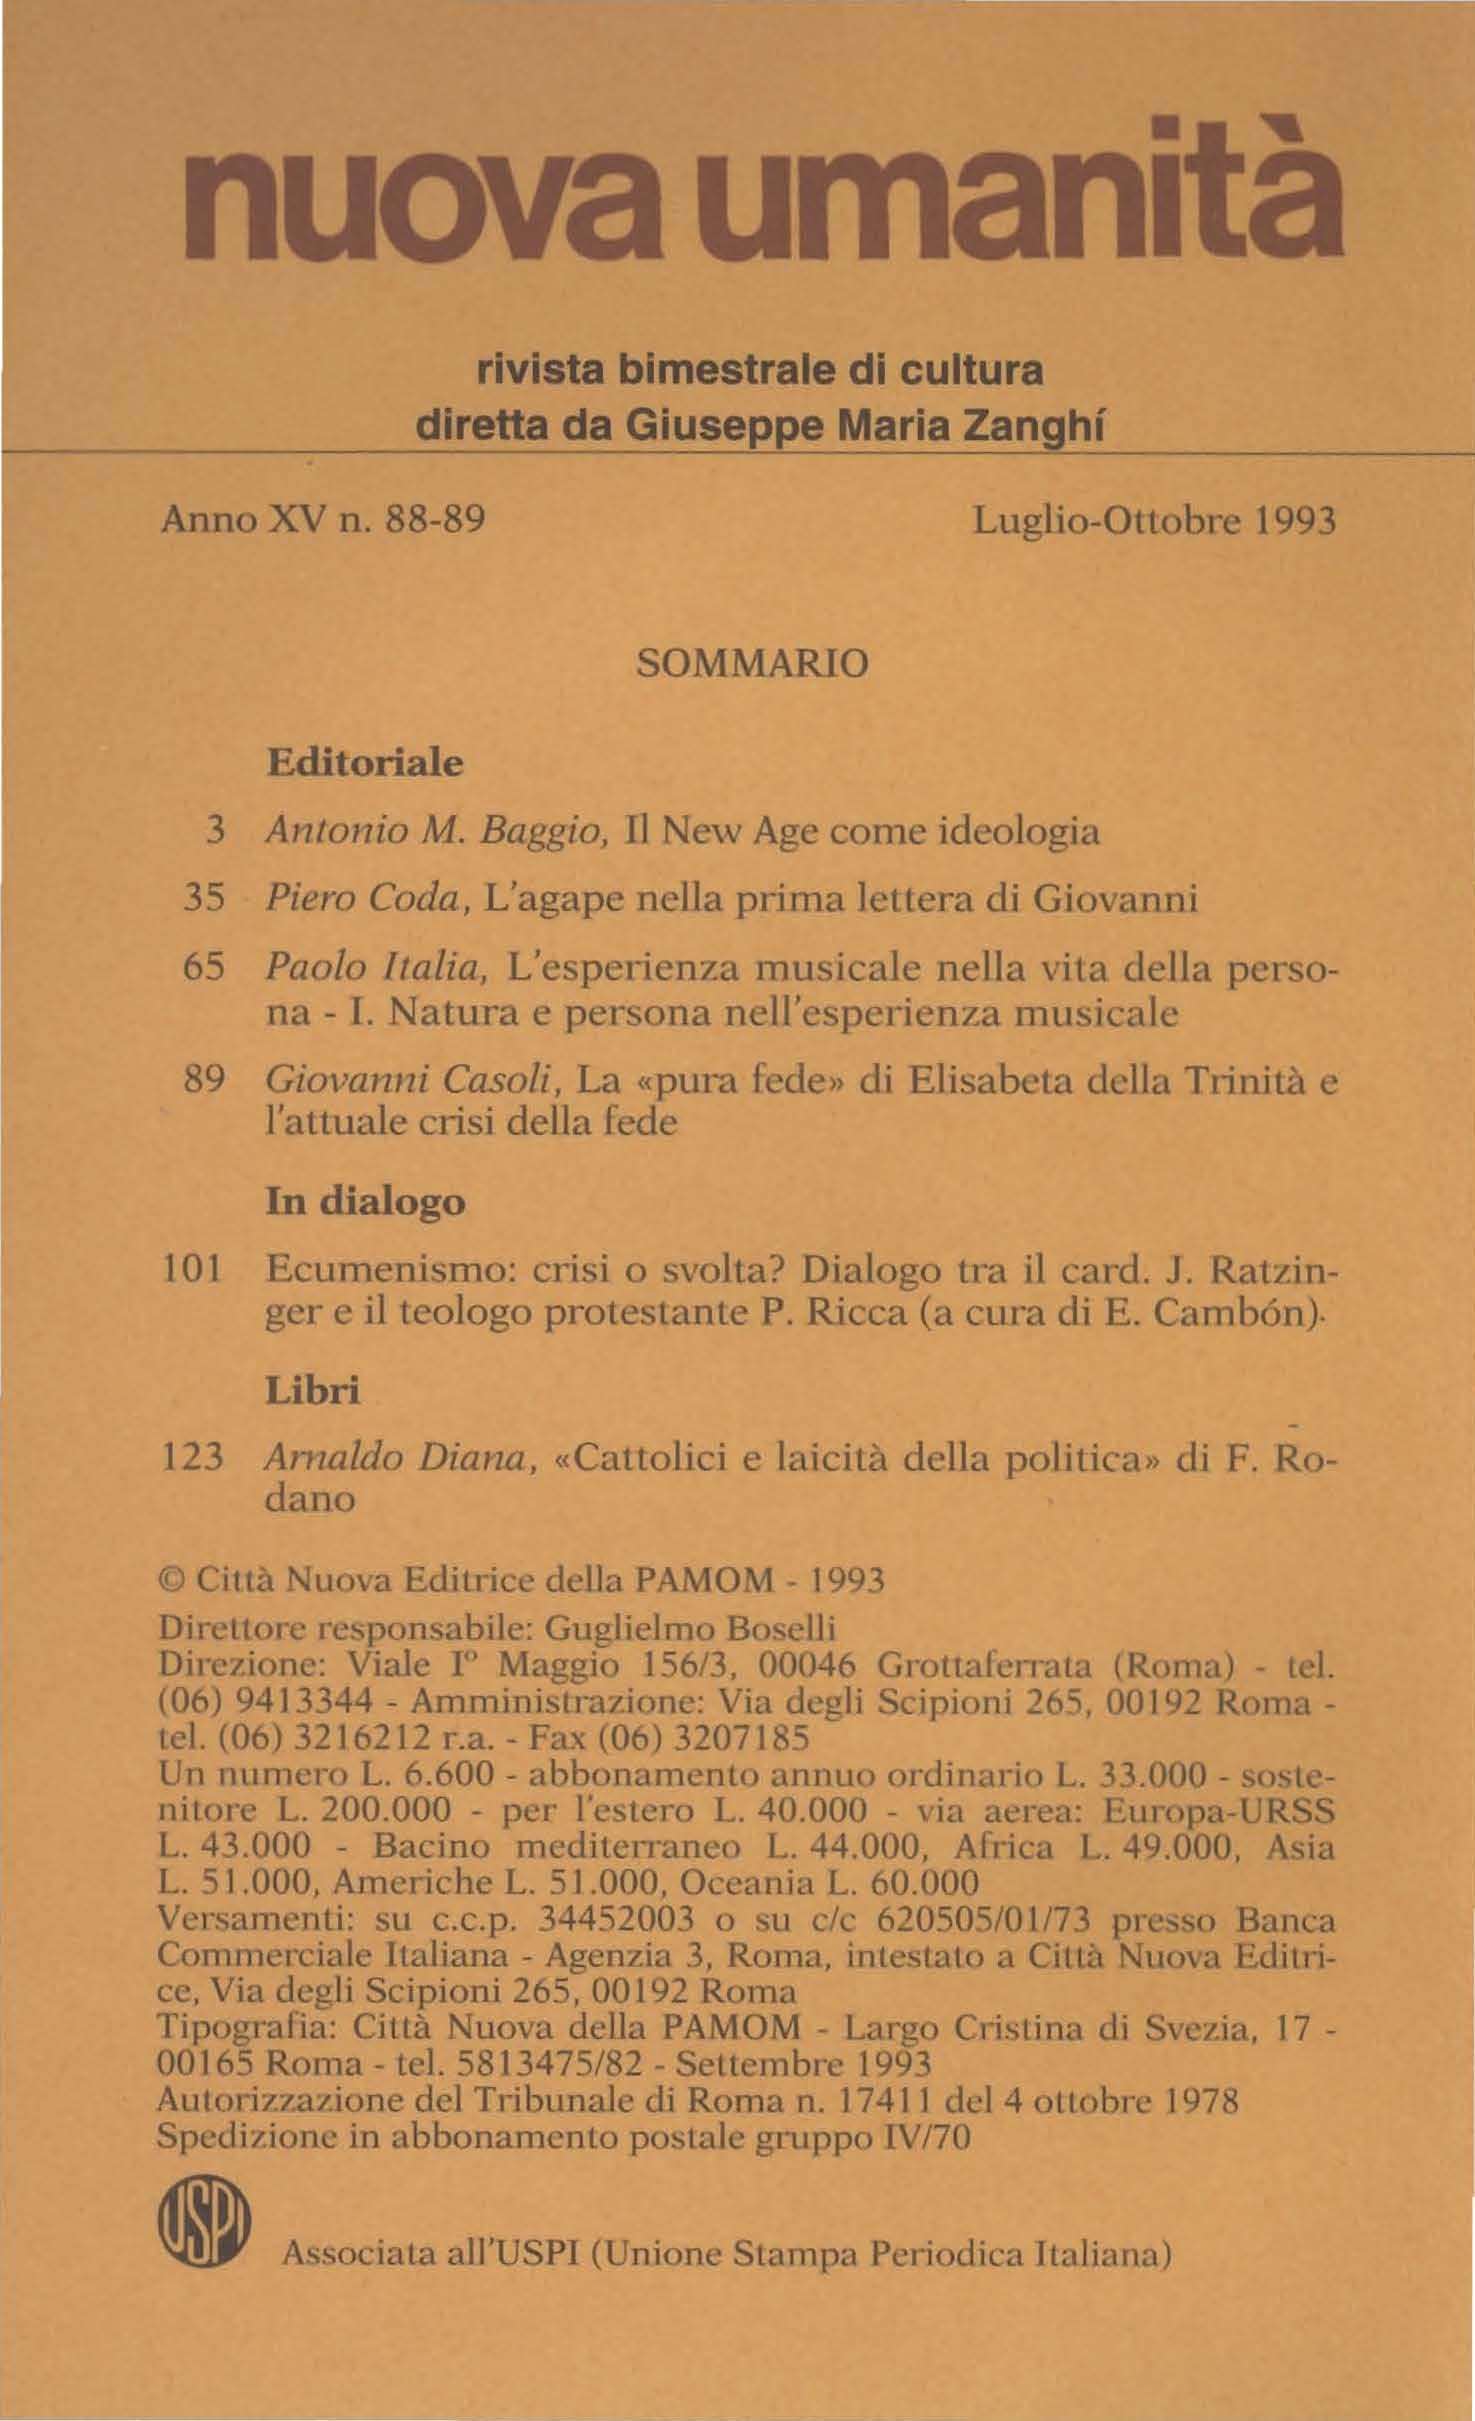 nuova umanità
rivista bimestrale di cultura
diretta da Giuseppe Maria Zanghí
Anno XV n. 88-89 Luglio-Ottobre 1993
SOMMARIO
Editoriale
3 Antonio M. Baggio, Il New Age come ideologia
35 Piero Coda, L'agape nella prima lettera di Giovanni
65 Paolo Italia, L'esperienza musicale nella vita della perso-
na - I. Natura e persona nell'esperienza musicale
89 Giovanni Casoli, La «pura fede» di Elisabeta della Trinità e
l'attuale crisi della fede
In dialogo
101 Ecumenismo: crisi o svolta? Dialogo tra il card. J. Ratzin-
ger e il teologo protestante P. Ricca (a cura di E. Cambón).
Libri
123 Arnaldo Diana, «Cattolici e laicità della politica» di F. Ro-
dano
© Città Nuova Editrice della PAMOM - 1993
Direttore responsabile: Guglielmo Boselli
Direzione: Viale I° Maggio 156/3, 00046 Grottaferrata (Roma) - tel.
(06) 9413344 - Amministrazione: Via degli Scipioni 265, 00192 Roma -
tel. (06) 3216212 r.a. - Fax (06) 3207185
Un numero L. 6.600 - abbonamento annuo ordinario L. 33.000 - soste-
nitore L. 200.000 - per l'estero L. 40.000 - via aerea: Europa-URSS
L. 43.000 - Bacino mediterraneo L. 44.000, Africa L. 49.000, Asia
L. 51.000, Americhe L. 51.000, Oceania L. 60.000
Versamenti: su c.c.p. 34452003 o su c/c 620505/01/73 presso Banca
Commerciale Italiana - Agenzia 3, Roma, intestato a Città Nuova Editri-
ce, Via degli Scipioni 265, 00192 Roma
Tipografia: Città Nuova della PAMOM - Largo Cristina di Svezia, 17 -
00165 Roma - tel. 5813475/82 - Settembre 1993
Autorizzazione del Tribunale di Roma n. 17411 del 4 ottobre 1978
Spedizione in abbonamento postale gruppo IV/70
USPI
Associata all'USPI (Unione Stampa Periodica Italiana)